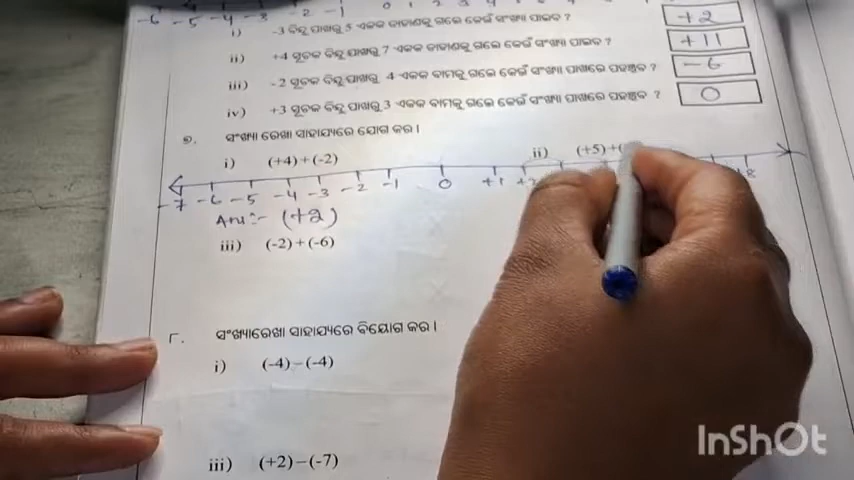 -6 -5 -4 -3 -2 -1 0 1 2 3
i) -3 ବିନ୍ଦୁ ପାଖରୁ 5 ଏକକ ଡାହାଣକୁ ଗଲେ କେଉଁ ସଂଖ୍ୟା ପାଇବ ? +2
ii) +4 ସୂଚକ ବିନ୍ଦୁ ପାଖରୁ 7 ଏକକ ଡାହାଣକୁ ଗଲେ କେଉଁ ସଂଖ୍ୟା ପାଇବ ? +11
iii) -2 ସୂଚକ ବିନ୍ଦୁ ପାଖରୁ 4 ଏକକ ବାମକୁ ଗଲେ କେଉଁ ସଂଖ୍ୟା ପାଖରେ ପହଞ୍ଚିବ ? -6
iv) +3 ସୂଚକ ବିନ୍ଦୁ ପାଖରୁ 3 ଏକକ ବାମକୁ ଗଲେ କେଉଁ ସଂଖ୍ୟା ପାଖରେ ପହଞ୍ଚିବ ? 0
୭. ସଂଖ୍ୟା ରେଖା ସାହାଯ୍ୟରେ ଯୋଗ କର ।
i) (+4)+(-2) ii) (+5)+(
-7 -6 -5 -4 -3 -2 -1 0 +1 +2 +8
Ans:- (+2)
iii) (-2)+(-6)
୮. ସଂଖ୍ୟାରେଖା ସାହାଯ୍ୟରେ ବିୟୋଗ କର ।
i) (-4)–(-4)
iii) (+2)–(-7)
InShOt